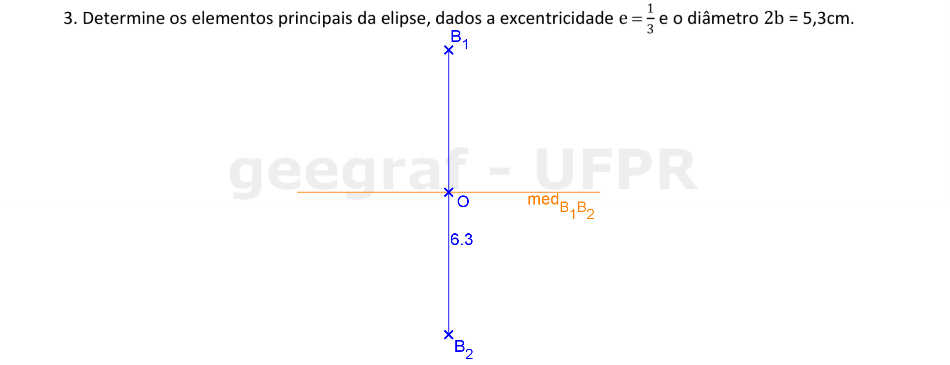 3. Determine os elementos principais da elipse, dados a excentricidade e = 1/3 e o diâmetro 2b = 5,3cm.
B1
geegraf - UFPR
O
medB1B2
6.3
B2